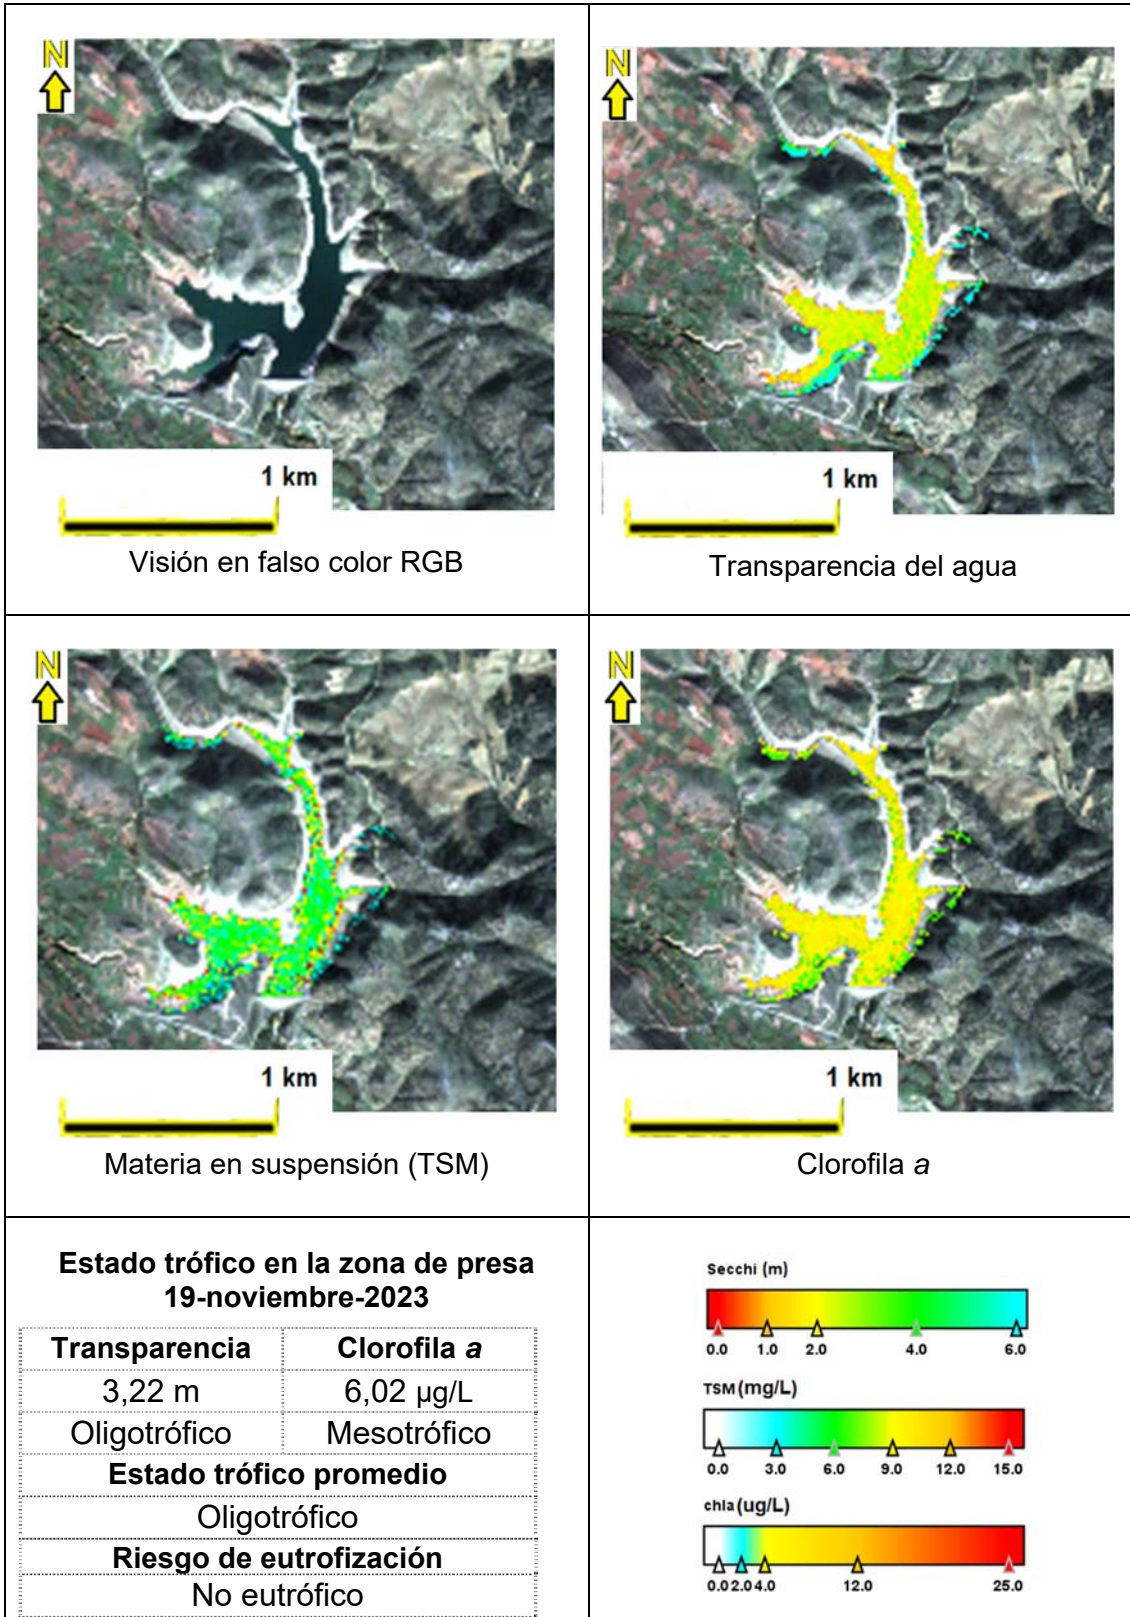 N
1 km
Visión en falso color RGB
N
1 km
Transparencia del agua
N
1 km
Materia en suspensión (TSM)
N
1 km
Clorofila a
Estado trófico en la zona de presa
19-noviembre-2023
Transparencia Clorofila a
3,22 m 6,02 µg/L
Oligotrófico Mesotrófico
Estado trófico promedio
Oligotrófico
Riesgo de eutrofización
No eutrófico
Secchi (m)
0.0 1.0 2.0 4.0 6.0
TSM (mg/L)
0.0 3.0 6.0 9.0 12.0 15.0
chla (ug/L)
0.0 2.0 4.0 12.0 25.0